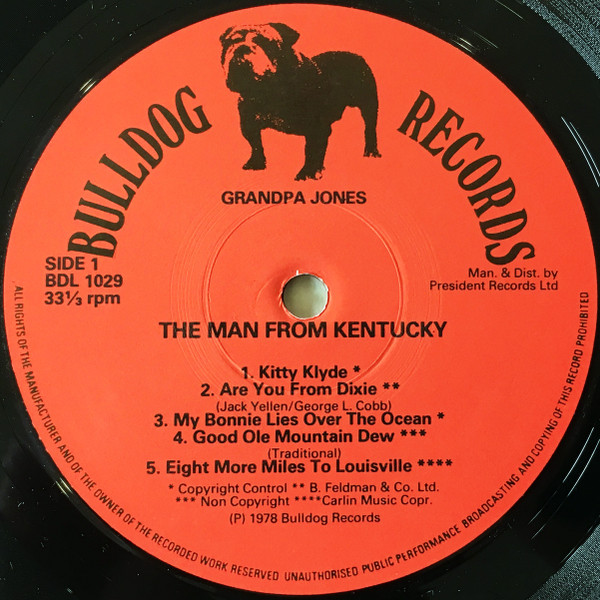 BULLDOG RECORDS
GRANDPA JONES
SIDE 1
BDL 1029
33⅓ rpm
Man. & Dist. by
President Records Ltd
THE MAN FROM KENTUCKY
1. Kitty Klyde *
2. Are You From Dixie **
(Jack Yellen/George L. Cobb)
3. My Bonnie Lies Over The Ocean *
4. Good Ole Mountain Dew ***
(Traditional)
5. Eight More Miles To Louisville ****
* Copyright Control ** B. Feldman & Co. Ltd.
*** Non Copyright ****Carlin Music Copr.
(P) 1978 Bulldog Records
ALL RIGHTS OF THE MANUFACTURER AND OF THE OWNER OF THE RECORDED WORK RESERVED UNAUTHORISED PUBLIC PERFORMANCE BROADCASTING AND COPYING OF THIS RECORD PROHIBITED